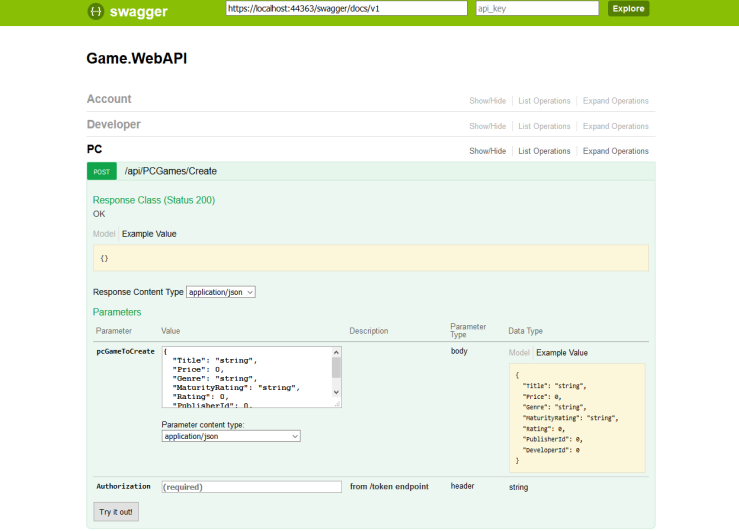 {-} swagger https://localhost:44363/swagger/docs/v1 api_key Explore
Game.WebAPI
Account Show/Hide List Operations Expand Operations
Developer Show/Hide List Operations Expand Operations
PC Show/Hide List Operations Expand Operations
POST /api/PCGames/Create
Response Class (Status 200)
OK
Model Example Value
{}
Response Content Type application/json
Parameters
Parameter Value Description Parameter Type Data Type
pcGameToCreate
{
"Title": "string",
"Price": 0,
"Genre": "string",
"MaturityRating": "string",
"Rating": 0,
"PublisherId": 0,
Parameter content type:
application/json
body
Model Example Value
{
"Title": "string",
"Price": 0,
"Genre": "string",
"MaturityRating": "string",
"Rating": 0,
"PublisherId": 0,
"DeveloperId": 0
}
Authorization (required) from /token endpoint header string
Try it out!